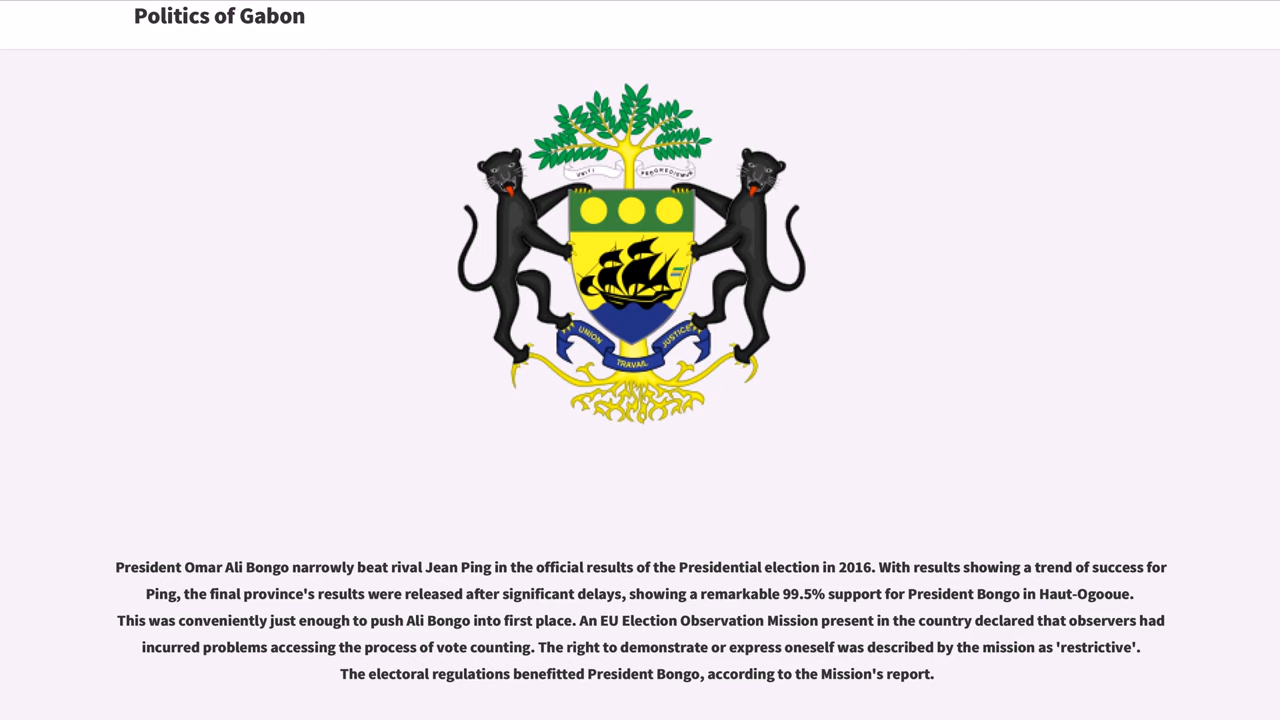 Politics of Gabon
UNITI PROGREDIEMUR
UNION TRAVAIL JUSTICE
President Omar Ali Bongo narrowly beat rival Jean Ping in the official results of the Presidential election in 2016. With results showing a trend of success for
Ping, the final province's results were released after significant delays, showing a remarkable 99.5% support for President Bongo in Haut-Ogooue.
This was conveniently just enough to push Ali Bongo into first place. An EU Election Observation Mission present in the country declared that observers had
incurred problems accessing the process of vote counting. The right to demonstrate or express oneself was described by the mission as 'restrictive'.
The electoral regulations benefitted President Bongo, according to the Mission's report.